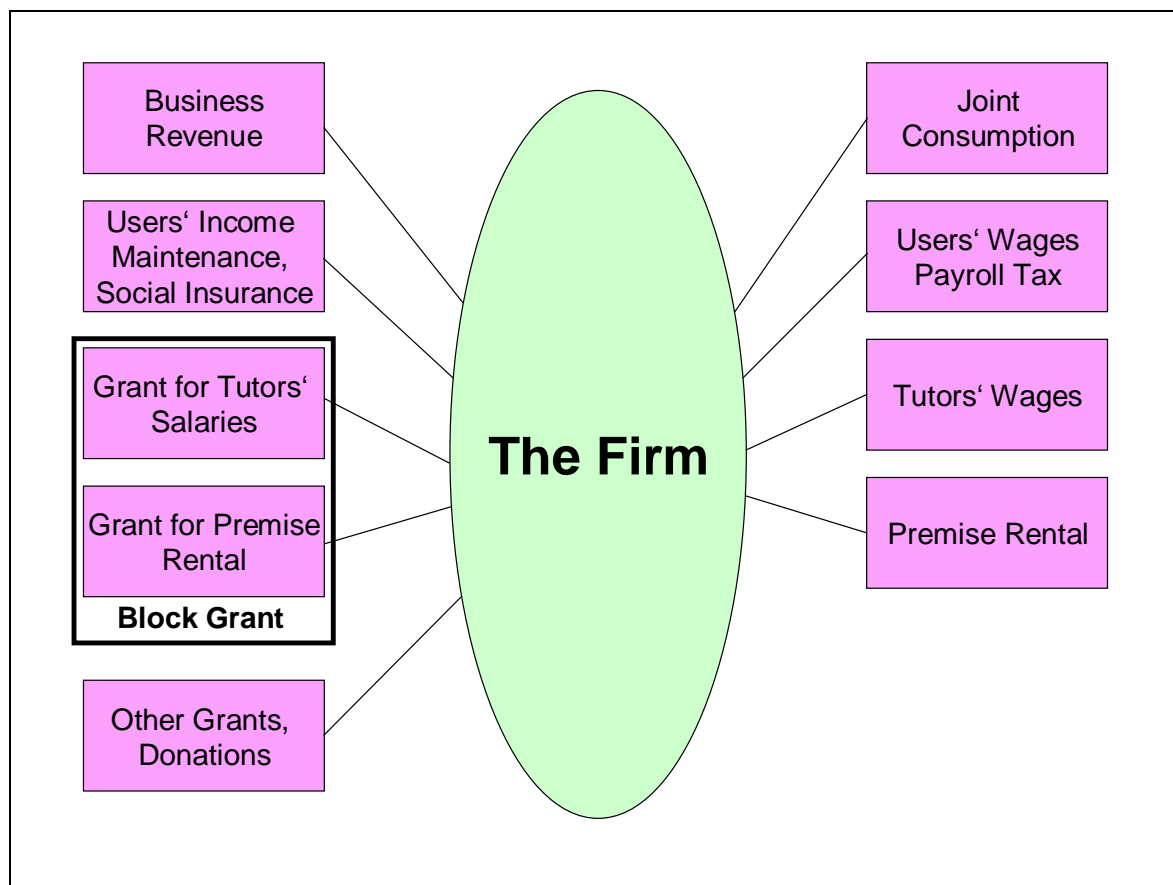 Business
Revenue
Users‘ Income
Maintenance,
Social Insurance
Grant for Tutors‘
Salaries
Grant for Premise
Rental
Block Grant
Other Grants,
Donations
The Firm
Joint
Consumption
Users‘ Wages
Payroll Tax
Tutors‘ Wages
Premise Rental